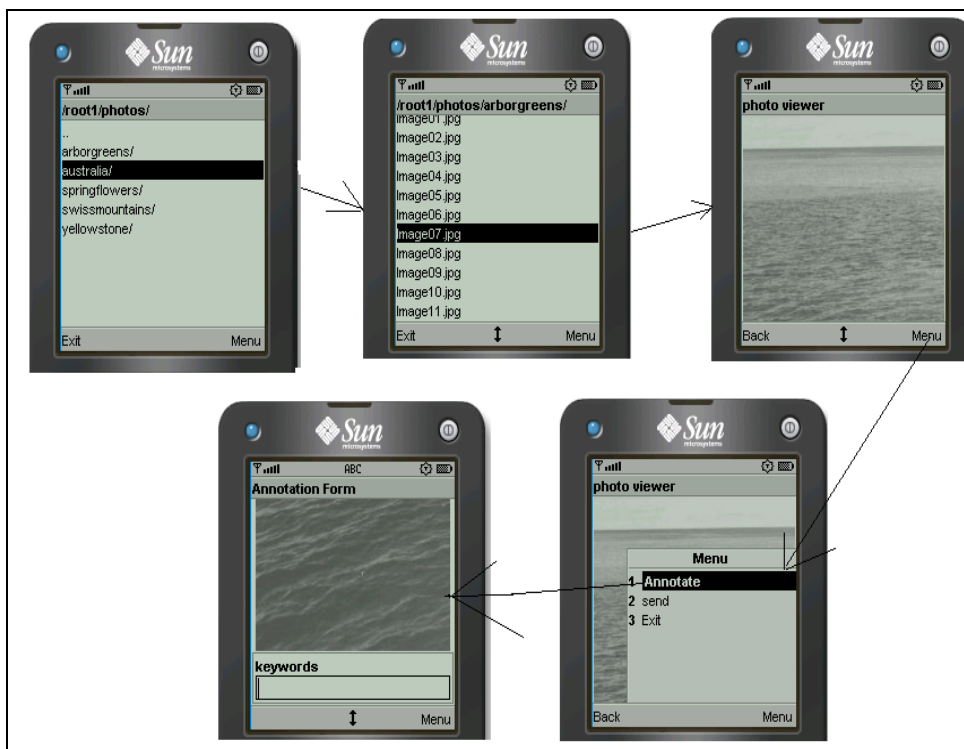 Sun
microsystems
/root1/photos/
..
arborgreens/
australia/
springflowers/
swissmountains/
yellowstone/
Exit
Menu
Sun
microsystems
/root1/photos/arborgreens/
Image01.jpg
Image02.jpg
Image03.jpg
Image04.jpg
Image05.jpg
Image06.jpg
Image07.jpg
Image08.jpg
Image09.jpg
Image10.jpg
Image11.jpg
Exit
Menu
Sun
microsystems
photo viewer
Back
Menu
Sun
microsystems
ABC
Annotation Form
keywords
Menu
Sun
microsystems
photo viewer
Menu
1 Annotate
2 send
3 Exit
Back
Menu